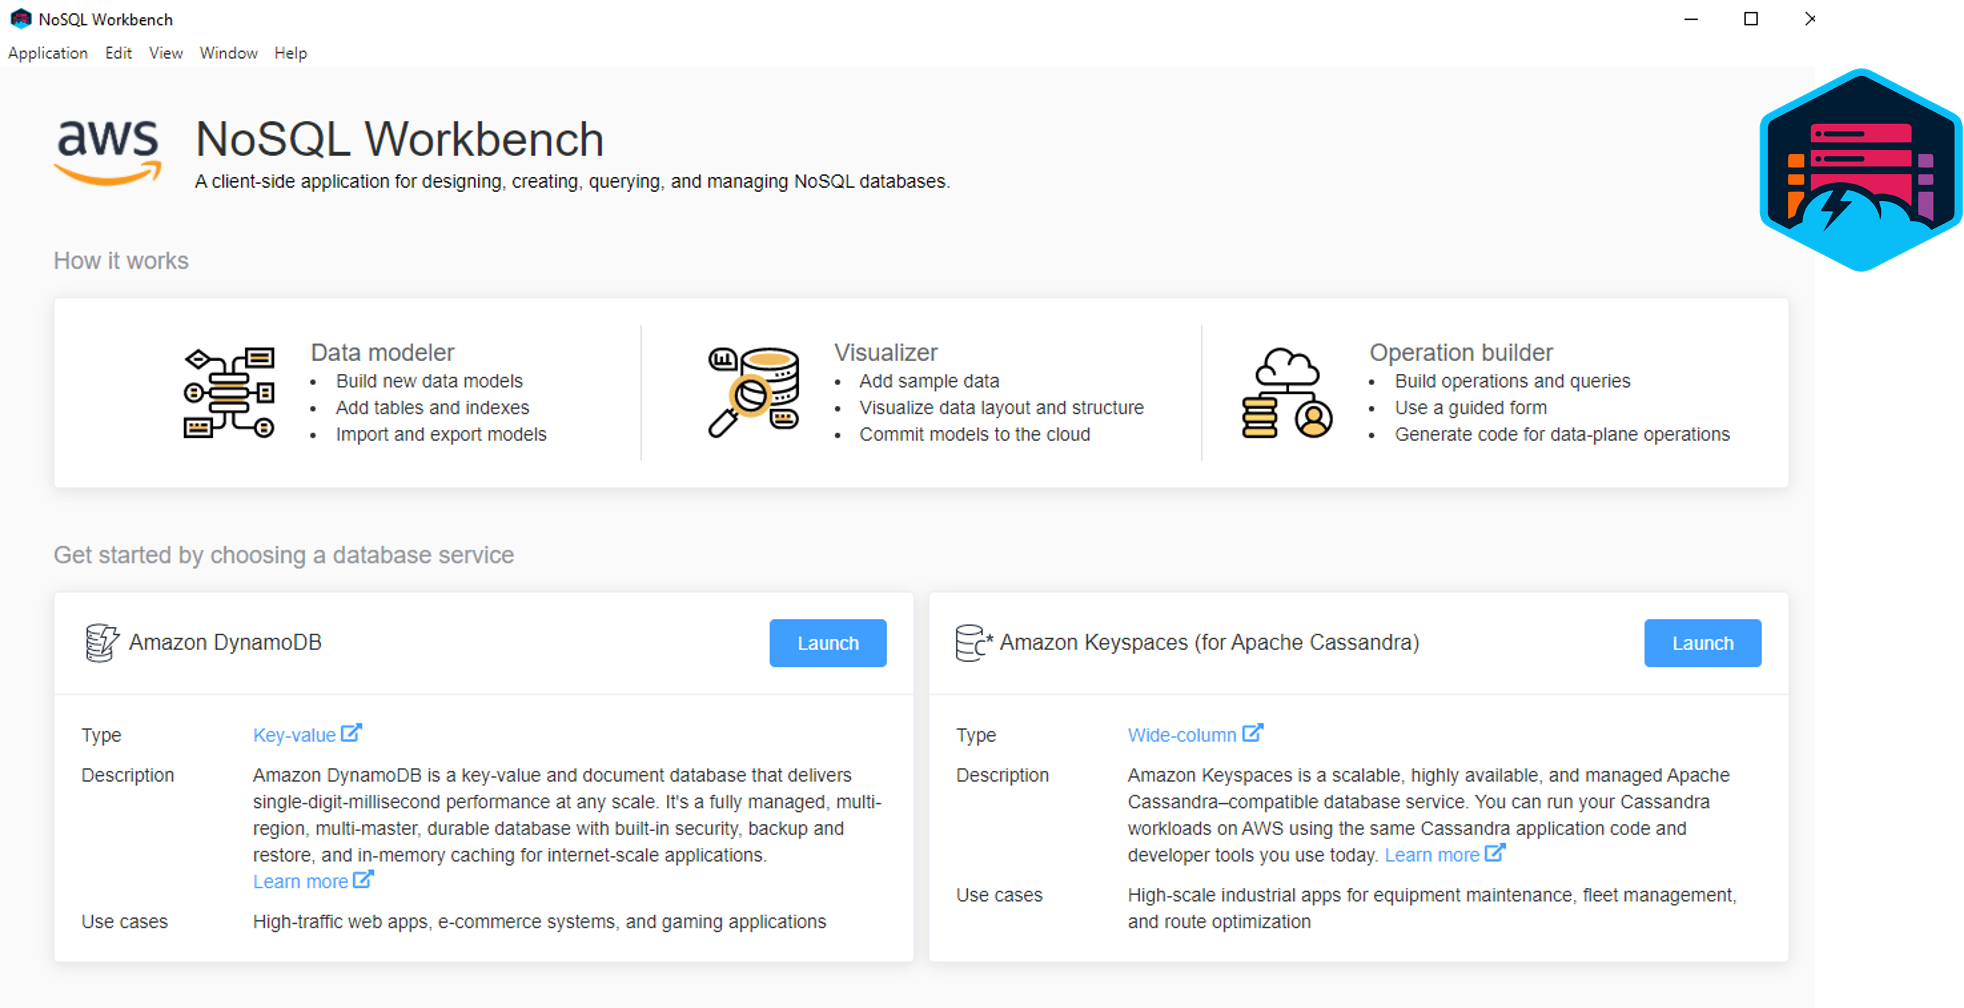 NoSQL Workbench
Application Edit View Window Help
aws
NoSQL Workbench
A client-side application for designing, creating, querying, and managing NoSQL databases.
How it works
Data modeler
• Build new data models
• Add tables and indexes
• Import and export models
Visualizer
• Add sample data
• Visualize data layout and structure
• Commit models to the cloud
Operation builder
• Build operations and queries
• Use a guided form
• Generate code for data-plane operations
Get started by choosing a database service
Amazon DynamoDB
Launch
Type
Key-value
Description
Amazon DynamoDB is a key-value and document database that delivers
single-digit-millisecond performance at any scale. It's a fully managed, multi-
region, multi-master, durable database with built-in security, backup and
restore, and in-memory caching for internet-scale applications.
Learn more
Use cases
High-traffic web apps, e-commerce systems, and gaming applications
Amazon Keyspaces (for Apache Cassandra)
Launch
Type
Wide-column
Description
Amazon Keyspaces is a scalable, highly available, and managed Apache
Cassandra–compatible database service. You can run your Cassandra
workloads on AWS using the same Cassandra application code and
developer tools you use today. Learn more
Use cases
High-scale industrial apps for equipment maintenance, fleet management,
and route optimization